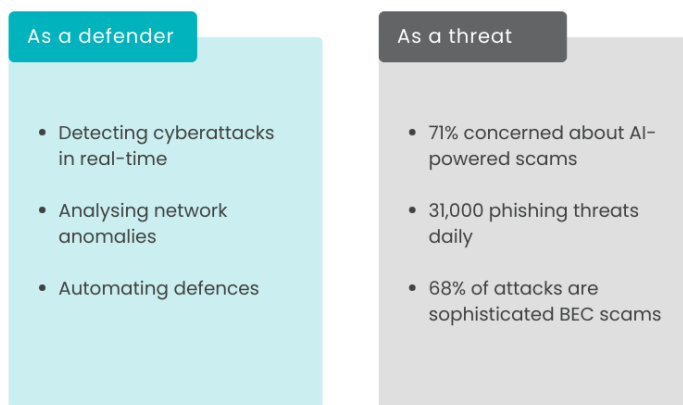 As a defender
• Detecting cyberattacks
in real-time
• Analysing network
anomalies
• Automating defences
As a threat
• 71% concerned about AI-
powered scams
• 31,000 phishing threats
daily
• 68% of attacks are
sophisticated BEC scams